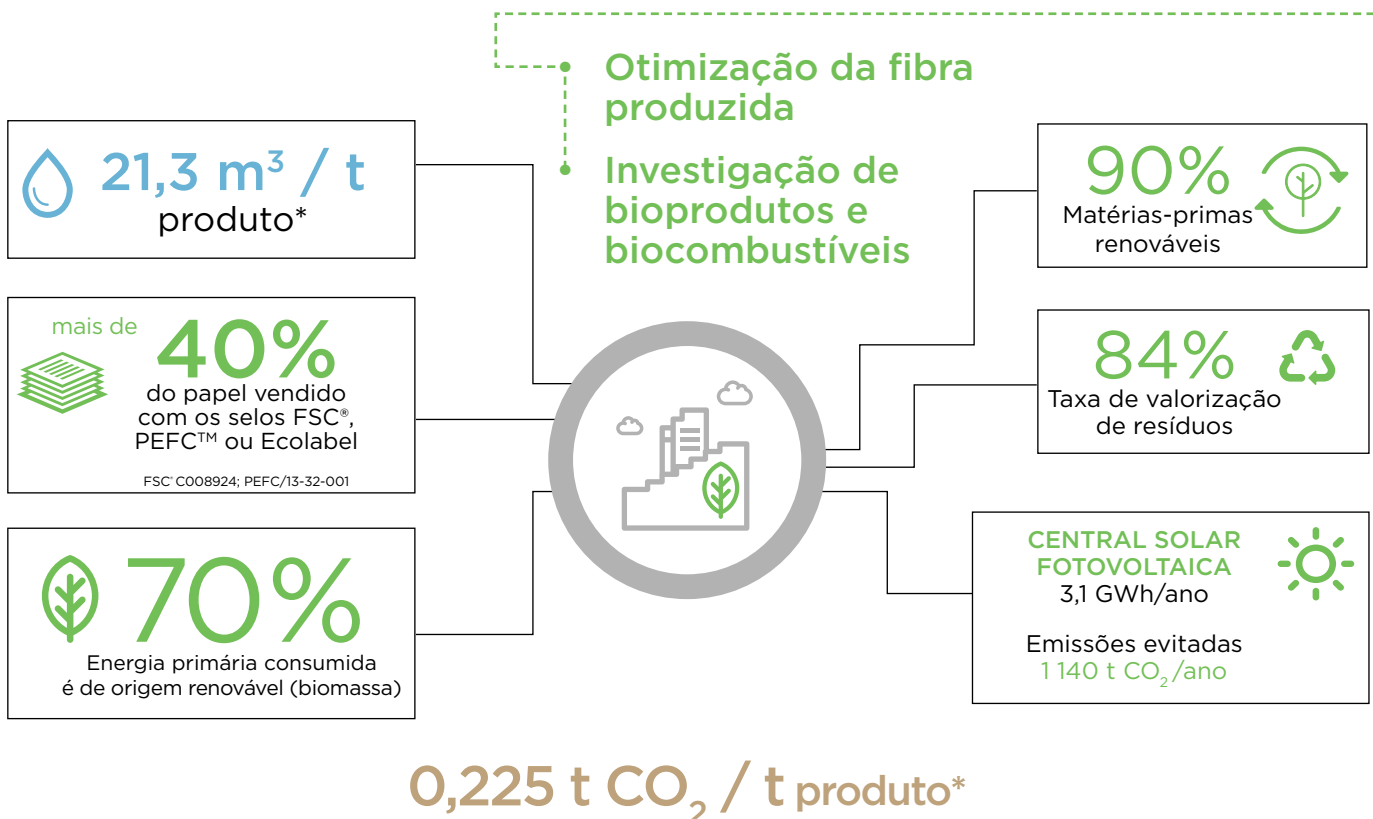 Otimização da fibra
produzida
Investigação de
bioprodutos e
biocombustíveis
21,3 m³ / t
produto*
mais de
40%
do papel vendido
com os selos FSC®,
PEFC™ ou Ecolabel
FSC® C008924; PEFC/13-32-001
70%
Energia primária consumida
é de origem renovável (biomassa)
90%
Matérias-primas
renováveis
84%
Taxa de valorização
de resíduos
CENTRAL SOLAR
FOTOVOLTAICA
3,1 GWh/ano
Emissões evitadas
1 140 t CO₂/ano
0,225 t CO₂ / t produto*